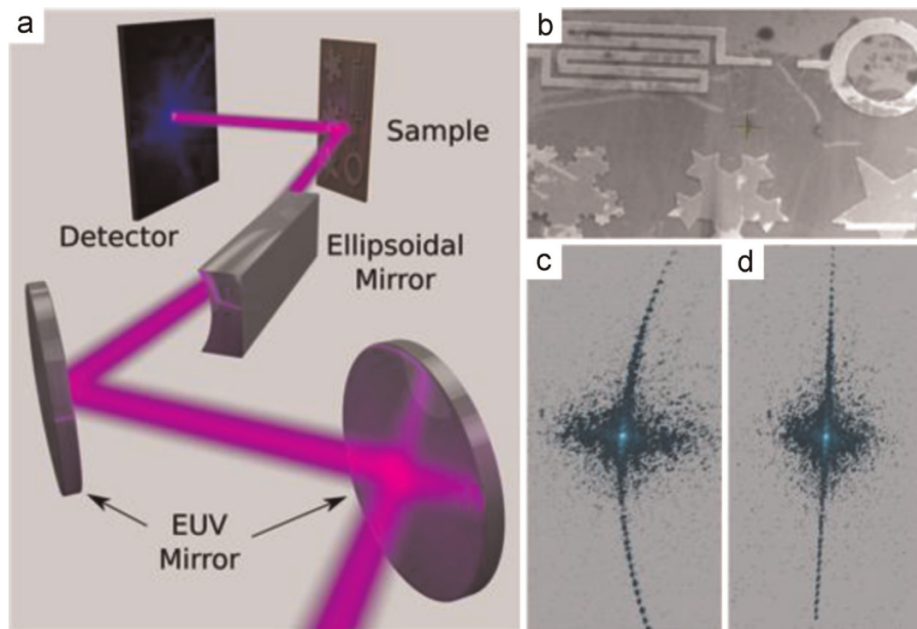 a
Detector
Sample
Ellipsoidal
Mirror
EUV
Mirror
b
c
d